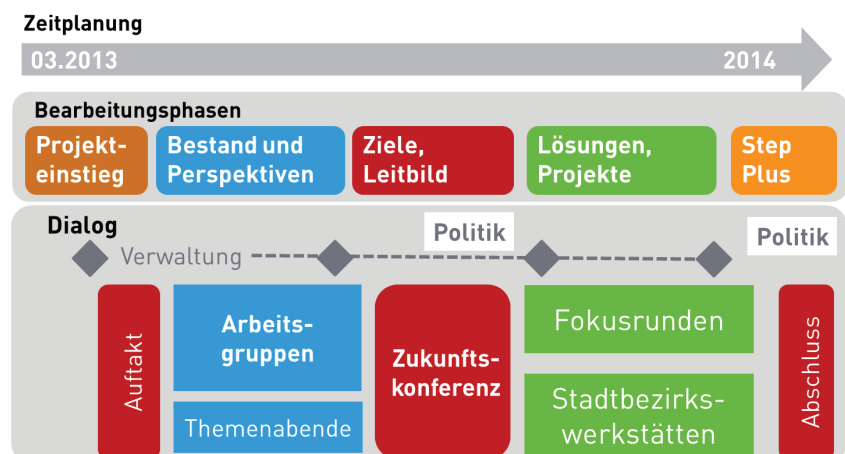 Zeitplanung
03.2013 2014
Bearbeitungsphasen
Projekt-
einstieg
Bestand und
Perspektiven
Ziele,
Leitbild
Lösungen,
Projekte
Step
Plus
Dialog
Verwaltung
Politik
Politik
Auftakt
Arbeits-
gruppen
Themenabende
Zukunfts-
konferenz
Fokusrunden
Stadtbezirks-
werkstätten
Abschluss